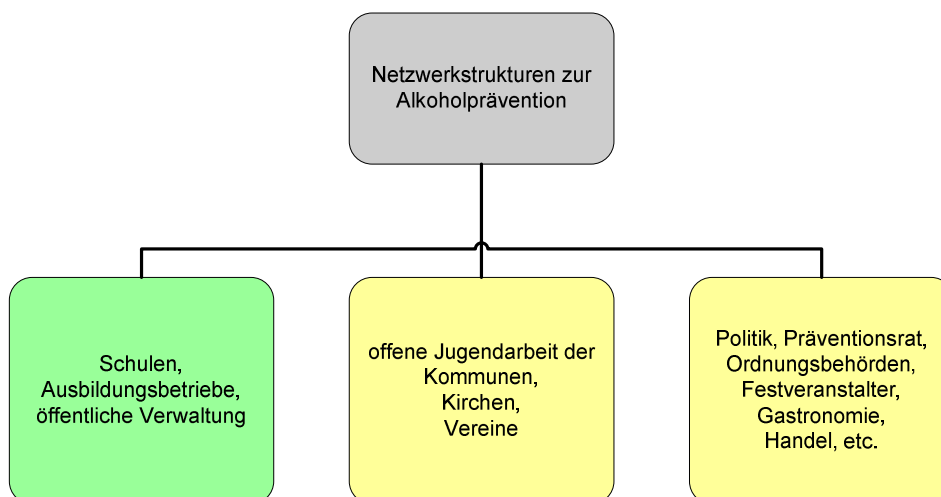 Netzwerkstrukturen zur
Alkoholprävention
Schulen,
Ausbildungsbetriebe,
öffentliche Verwaltung
offene Jugendarbeit der
Kommunen,
Kirchen,
Vereine
Politik, Präventionsrat,
Ordnungsbehörden,
Festveranstalter,
Gastronomie,
Handel, etc.